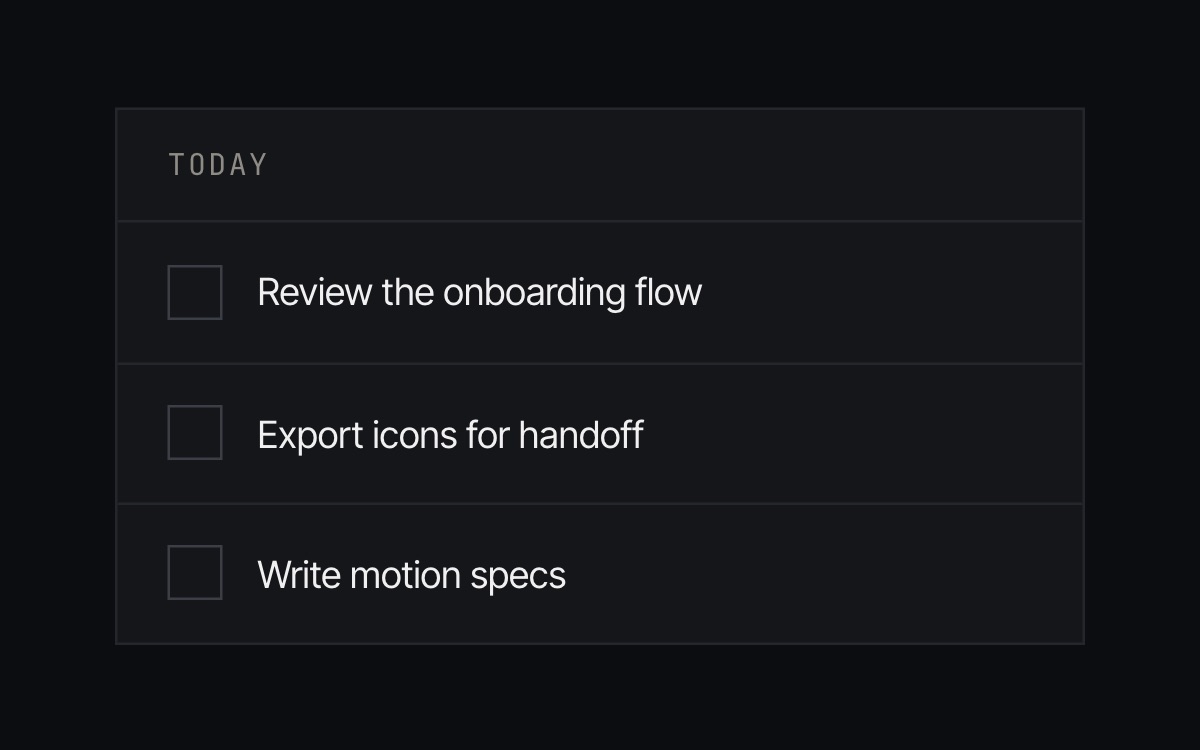 TODAY
Review the onboarding flow
Export icons for handoff
Write motion specs